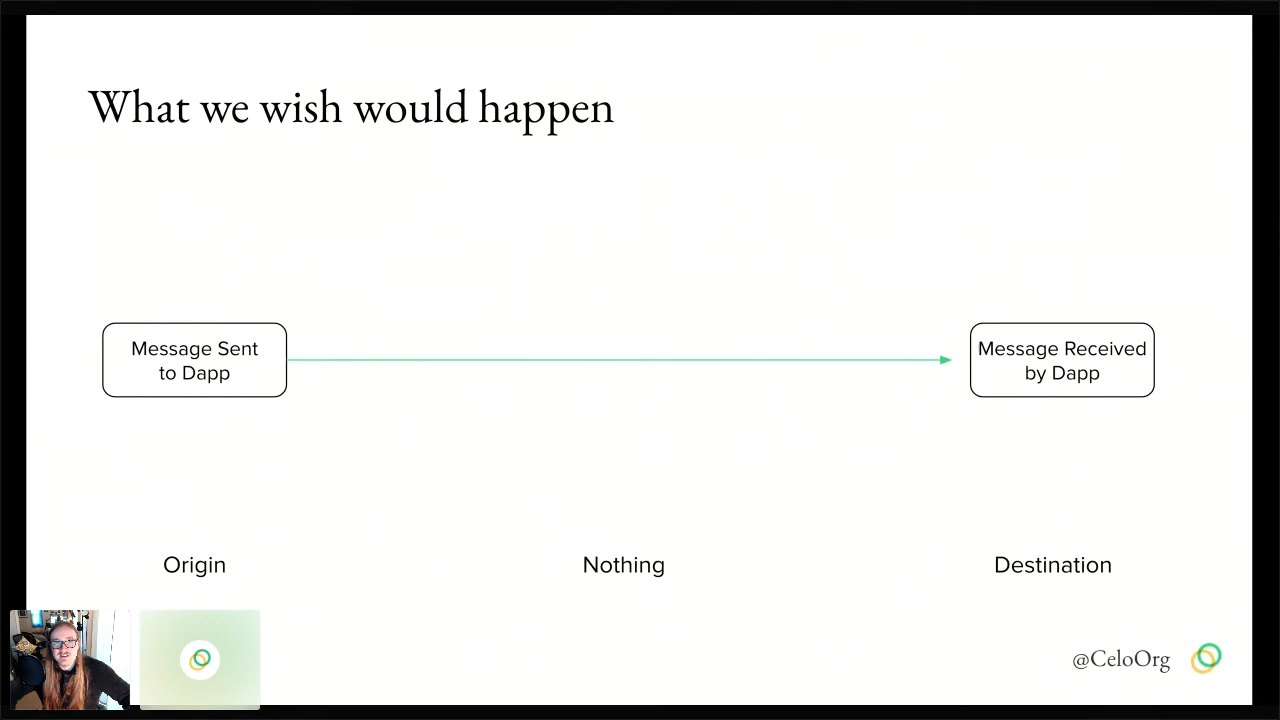 What we wish would happen
Message Sent
to Dapp
Message Received
by Dapp
Origin
Nothing
Destination
@CeloOrg